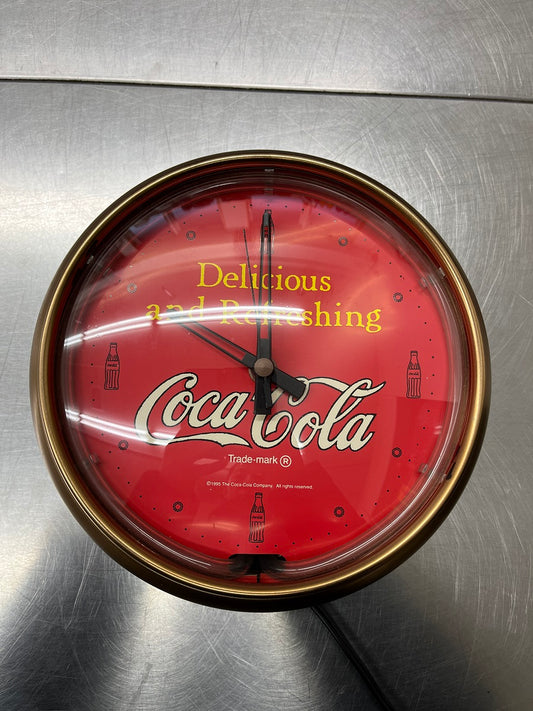 Delicious
and Refreshing
Coca-Cola
Trade-mark ®
©1995 The Coca Cola Company. All rights reserved.